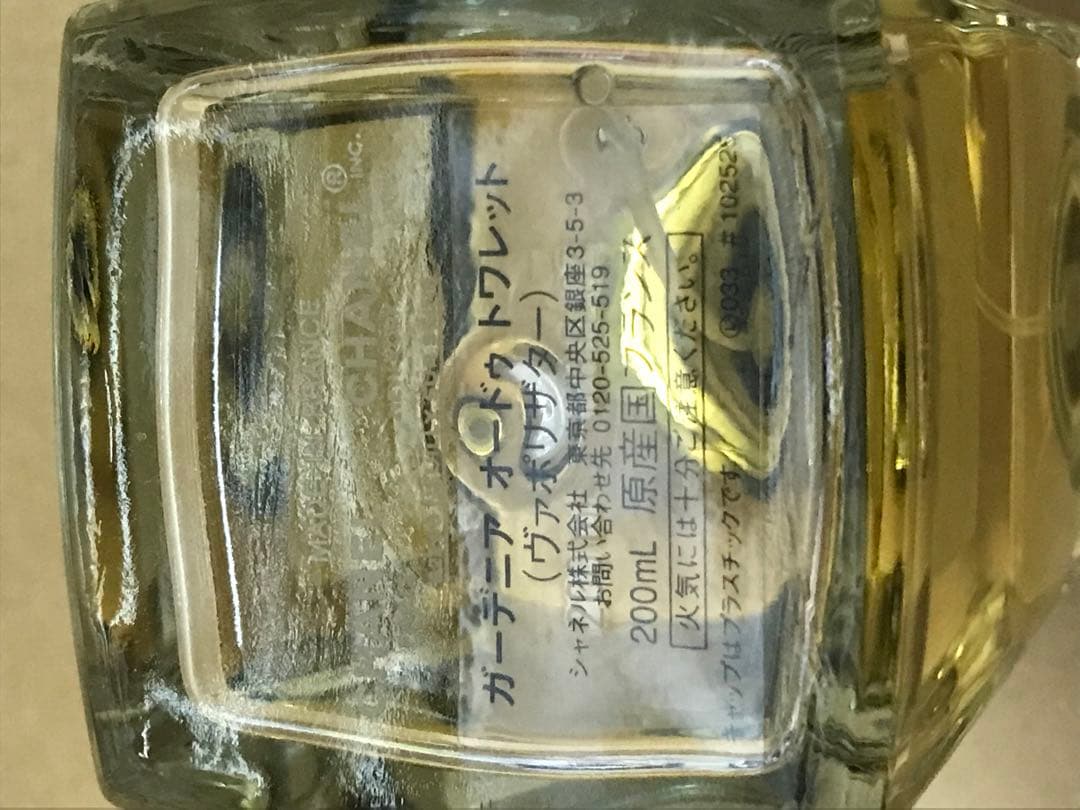 MADE IN FRANCE
® INC.
ガーデニア オードゥ トワレット
(ヴァポリザター)
シャネル株式会社 東京都中央区銀座3-5-3
お問い合わせ先 0120-525-519
200mL 原産国 フランス
火気には十分ご注意ください。
キャップはプラスチックです。 #10252